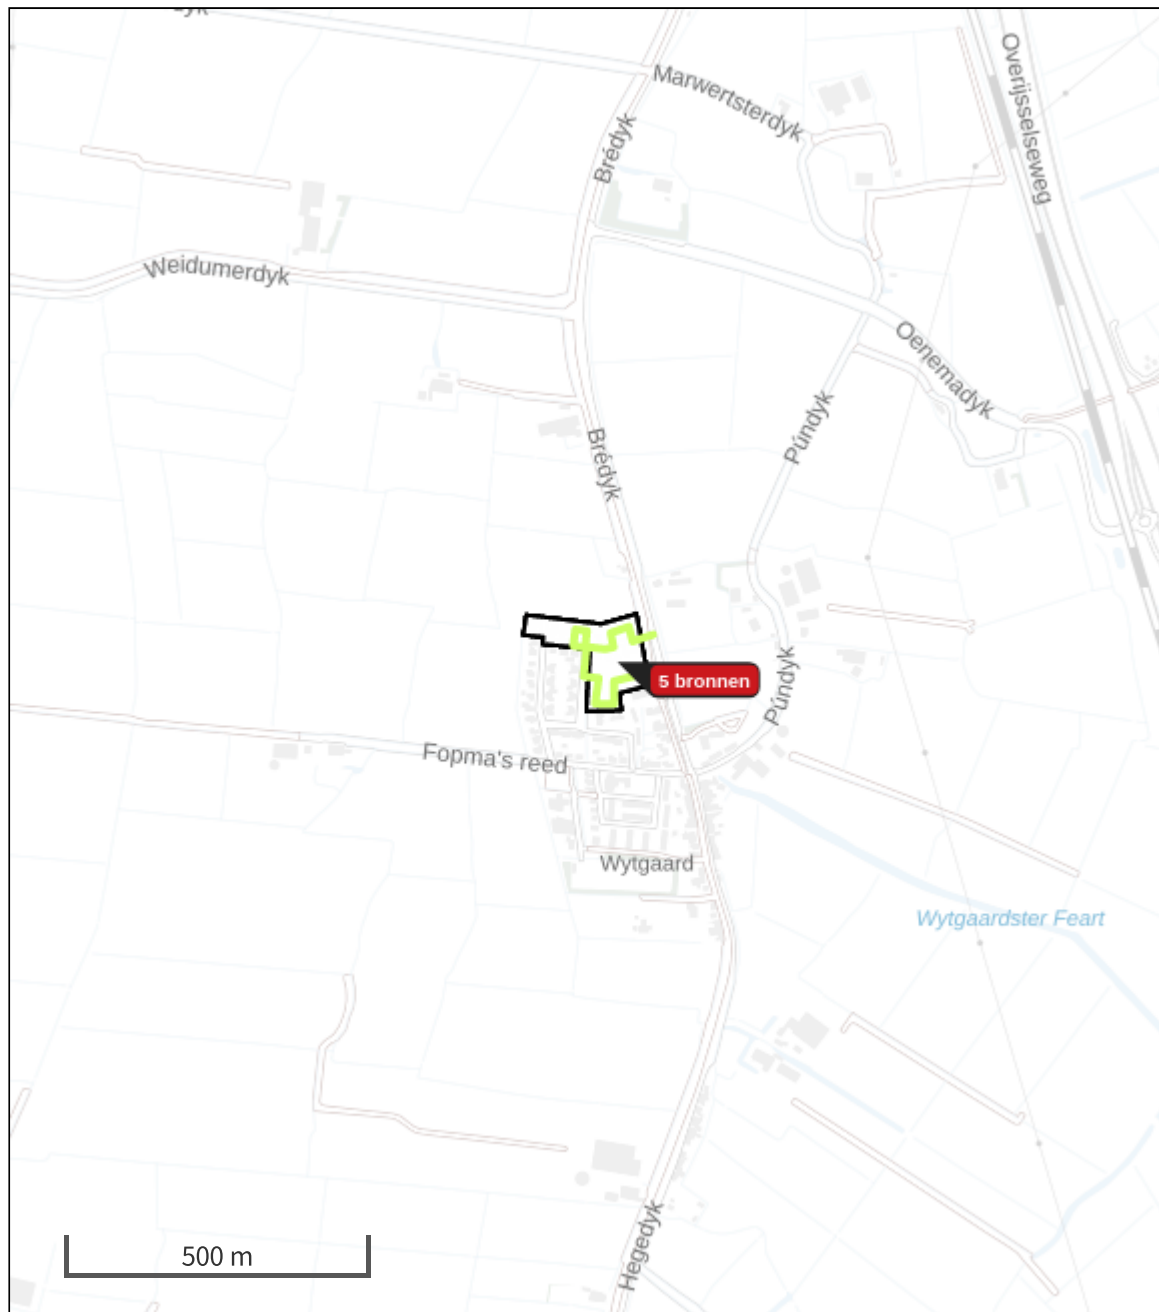 Overijsselseweg
Marwertsterdyk
Brédyk
Weidumerdyk
Oenemadyk
Púndyk
Brédyk
5 bronnen
Púndyk
Fopma's reed
Wytgaard
Wytgaardster Feart
Hegedyk
500 m